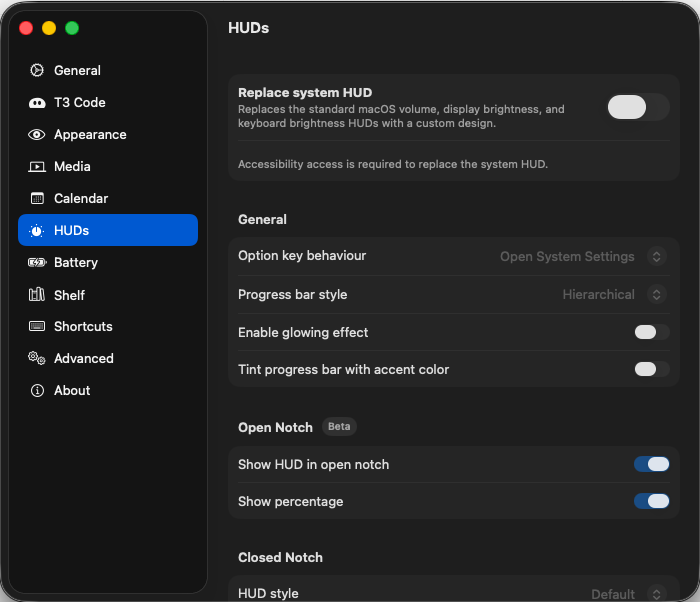 HUDs
General
T3 Code
Appearance
Media
Calendar
HUDs
Battery
Shelf
Shortcuts
Advanced
About
Replace system HUD
Replaces the standard macOS volume, display brightness, and
keyboard brightness HUDs with a custom design.
Accessibility access is required to replace the system HUD.
General
Option key behaviour Open System Settings
Progress bar style Hierarchical
Enable glowing effect
Tint progress bar with accent color
Open Notch Beta
Show HUD in open notch
Show percentage
Closed Notch
HUD style Default